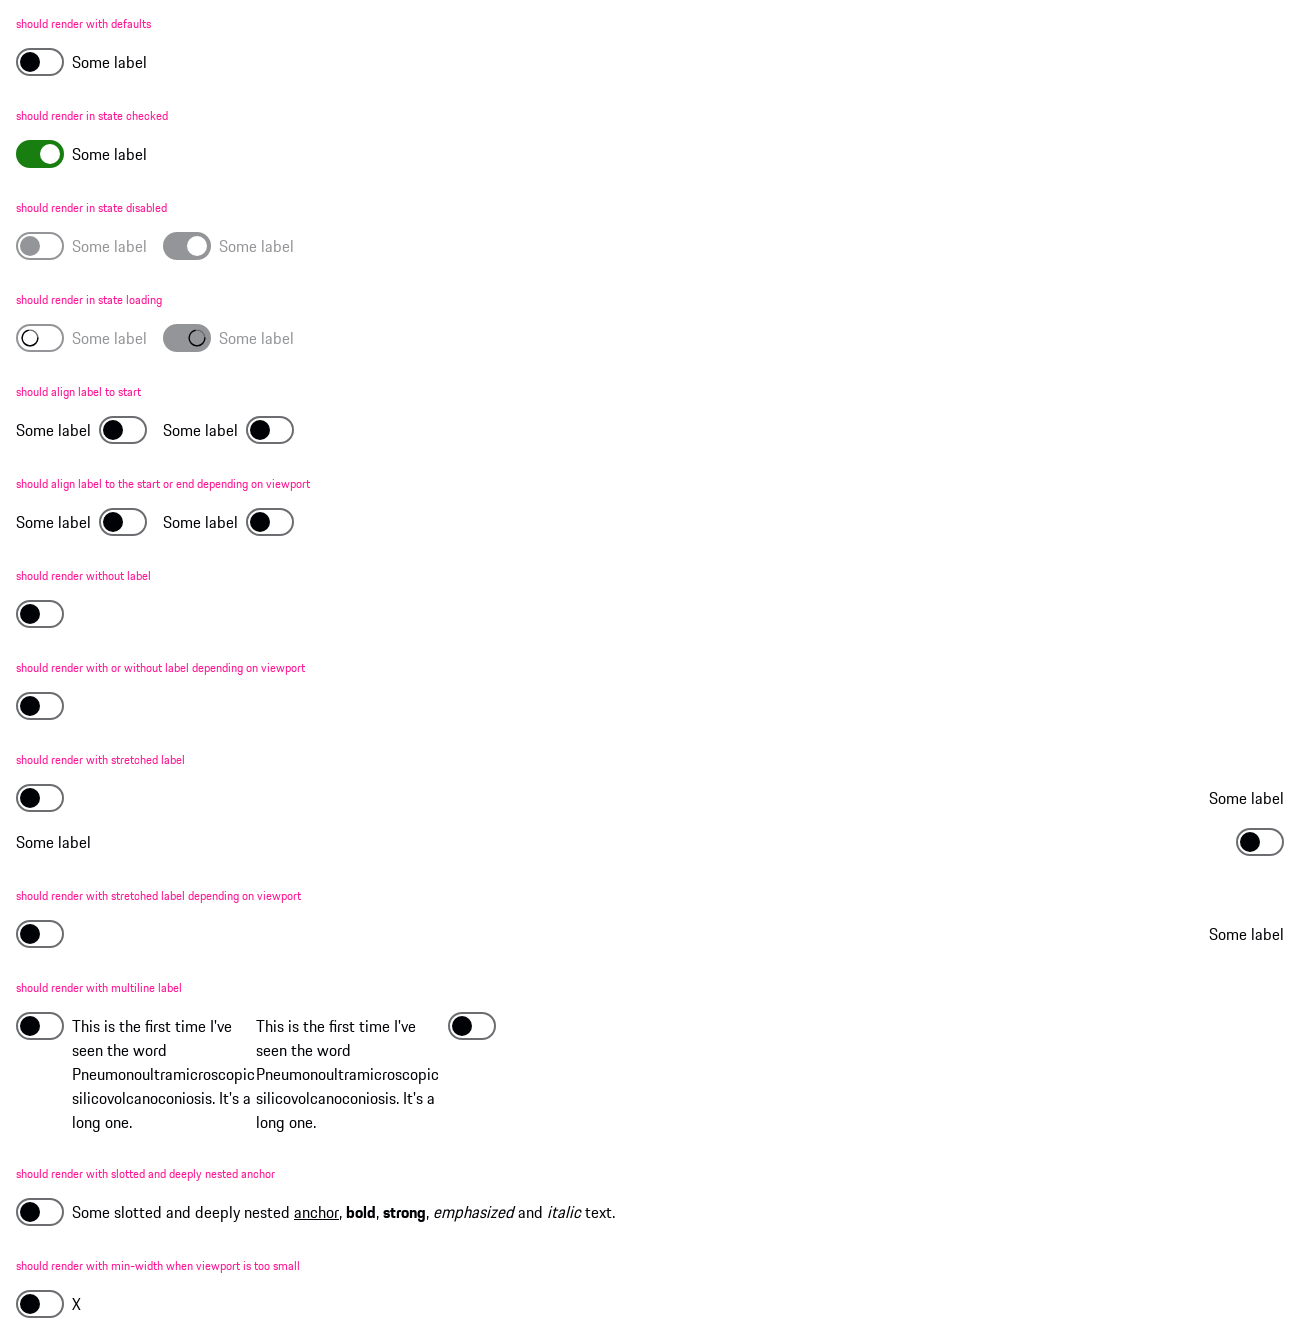 should render with defaults
Some label
should render in state checked
Some label
should render in state disabled
Some label Some label
should render in state loading
Some label Some label
should align label to start
Some label Some label
should align label to the start or end depending on viewport
Some label Some label
should render without label
should render with or without label depending on viewport
should render with stretched label
Some label
Some label
should render with stretched label depending on viewport
Some label
should render with multiline label
This is the first time I've
seen the word
Pneumonoultramicroscopic
silicovolcanoconiosis. It's a
long one.
This is the first time I've
seen the word
Pneumonoultramicroscopic
silicovolcanoconiosis. It's a
long one.
should render with slotted and deeply nested anchor
Some slotted and deeply nested anchor, bold, strong, emphasized and italic text.
should render with min-width when viewport is too small
X